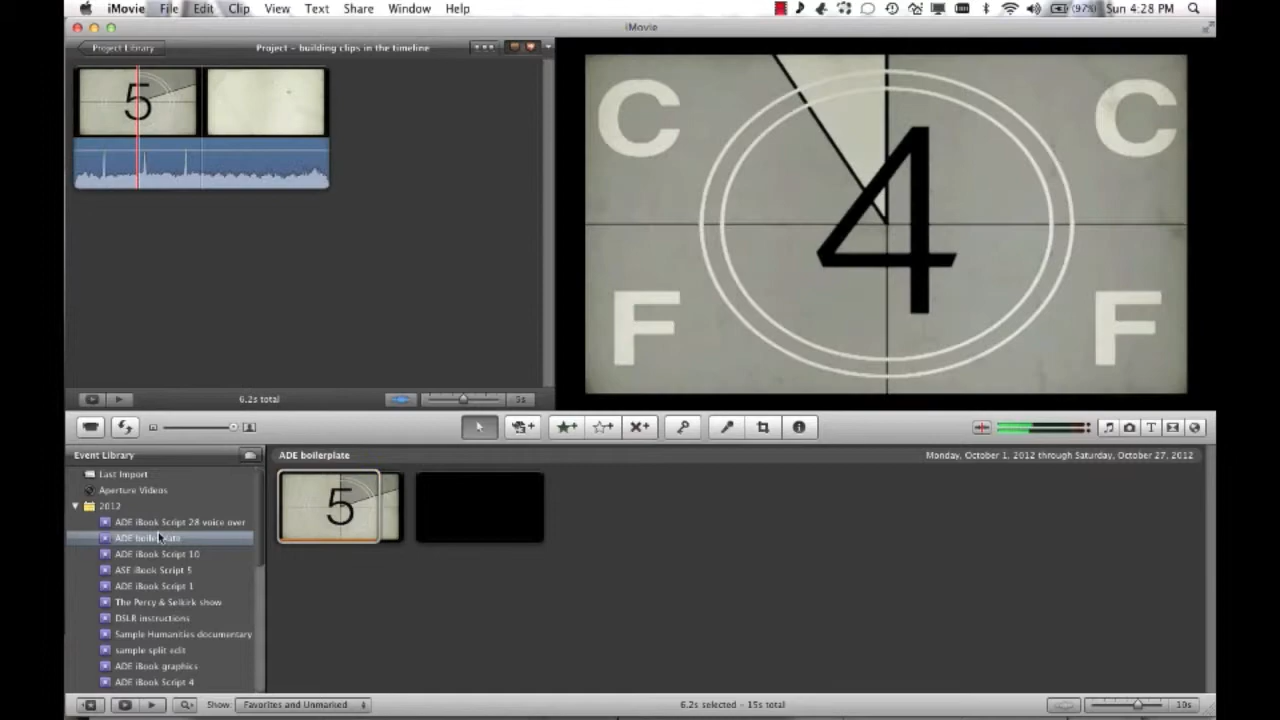 iMovie File Edit Clip View Text Share Window Help (97%) Sun 4:28 PM
iMovie
Project Library Project - building clips in the timeline
5
C C
4
F F
6.2s total 5s
Event Library ADE boilerplate Monday, October 1, 2012 through Saturday, October 27, 2012
Last Import
Aperture Videos
2012
ADE iBook Script 28 voice over
ADE boilerplate
ADE iBook Script 10
ASE iBook Script 5
ADE iBook Script 1
The Percy & Selkirk show
DSLR instructions
Sample Humanities documentary
sample split edit
ADE iBook graphics
ADE iBook Script 4
5
Show: Favorites and Unmarked 6.2s selected - 15s total 10s